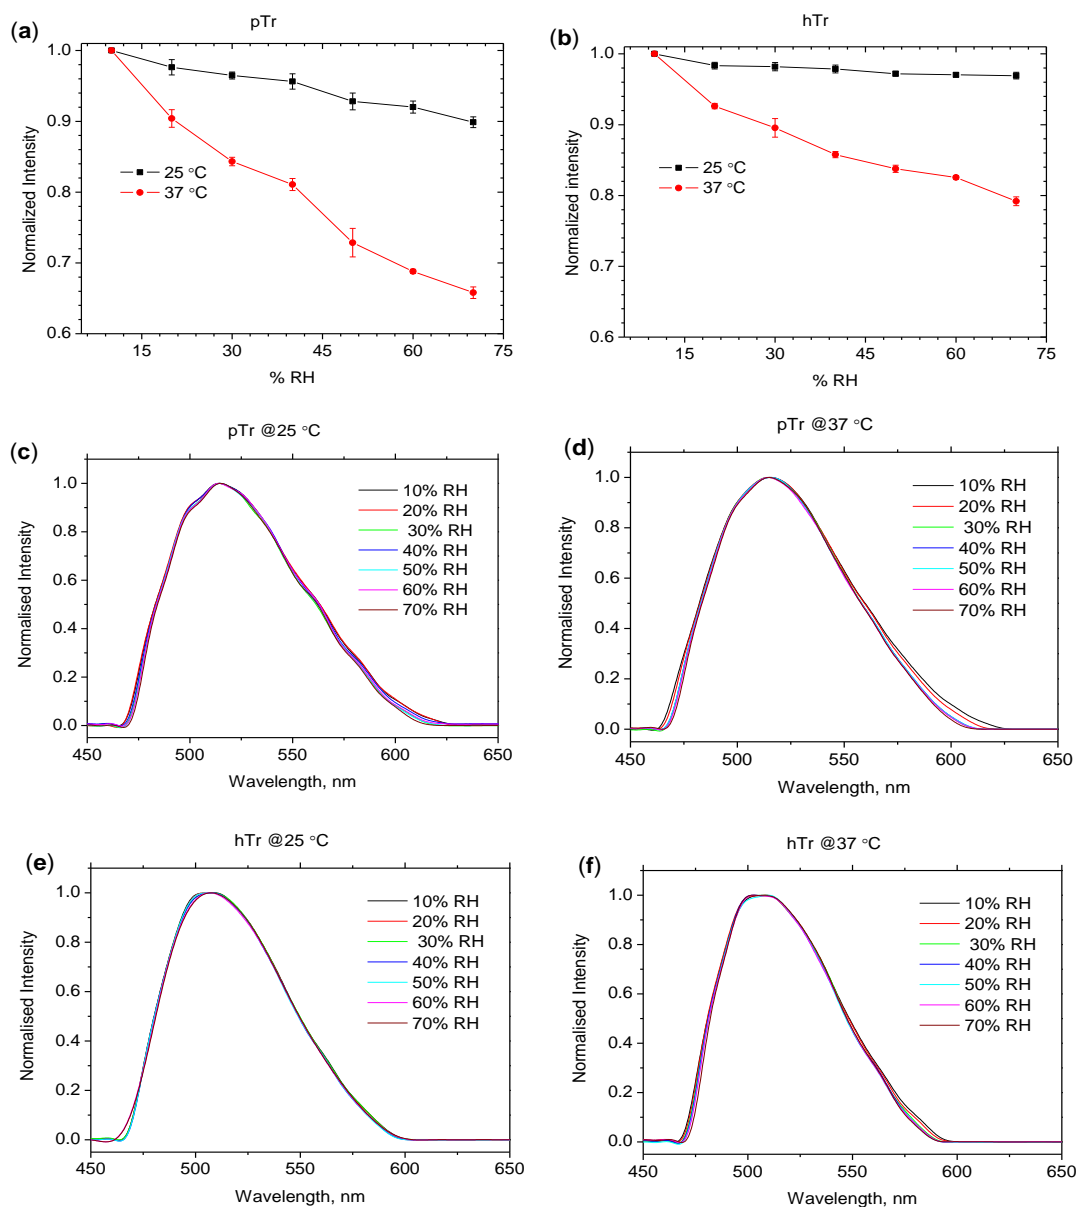 (a)
pTr
1.0
0.9
0.8
0.7
0.6
Normalized Intensity
25 °C
37 °C
15
30
45
60
75
% RH
(b)
hTr
1.0
0.9
0.8
0.7
0.6
Normalized intensity
25 °C
37 °C
15
30
45
60
75
% RH
(c)
pTr @25 °C
1.0
0.8
0.6
0.4
0.2
0.0
Normalised Intensity
10% RH
20% RH
30% RH
40% RH
50% RH
60% RH
70% RH
450
500
550
600
650
Wavelength, nm
(d)
pTr @37 °C
1.0
0.8
0.6
0.4
0.2
0.0
Normalised Intensity
10% RH
20% RH
30% RH
40% RH
50% RH
60% RH
70% RH
450
500
550
600
650
Wavelength, nm
(e)
hTr @25 °C
1.0
0.8
0.6
0.4
0.2
0.0
Normalised Intensity
10% RH
20% RH
30% RH
40% RH
50% RH
60% RH
70% RH
450
500
550
600
650
Wavelength, nm
(f)
hTr @37 °C
1.0
0.8
0.6
0.4
0.2
0.0
Normalised Intensity
10% RH
20% RH
30% RH
40% RH
50% RH
60% RH
70% RH
450
500
550
600
650
Wavelength, nm